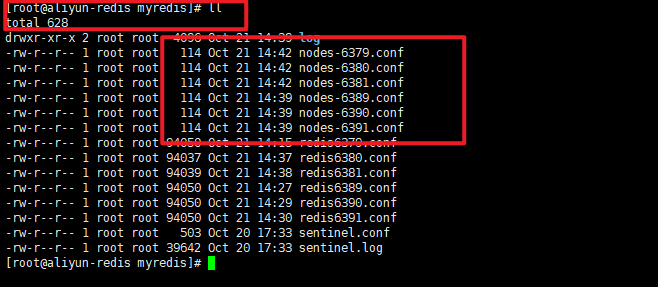 [root@aliyun-redis myredis]# ll
total 628
drwxr-xr-x 2 root root 4096 Oct 21 14:39 log
-rw-r--r-- 1 root root 114 Oct 21 14:42 nodes-6379.conf
-rw-r--r-- 1 root root 114 Oct 21 14:42 nodes-6380.conf
-rw-r--r-- 1 root root 114 Oct 21 14:42 nodes-6381.conf
-rw-r--r-- 1 root root 114 Oct 21 14:39 nodes-6389.conf
-rw-r--r-- 1 root root 114 Oct 21 14:39 nodes-6390.conf
-rw-r--r-- 1 root root 114 Oct 21 14:39 nodes-6391.conf
-rw-r--r-- 1 root root 94050 Oct 21 14:15 redis6379.conf
-rw-r--r-- 1 root root 94037 Oct 21 14:37 redis6380.conf
-rw-r--r-- 1 root root 94039 Oct 21 14:38 redis6381.conf
-rw-r--r-- 1 root root 94050 Oct 21 14:27 redis6389.conf
-rw-r--r-- 1 root root 94050 Oct 21 14:29 redis6390.conf
-rw-r--r-- 1 root root 94050 Oct 21 14:30 redis6391.conf
-rw-r--r-- 1 root root 503 Oct 20 17:33 sentinel.conf
-rw-r--r-- 1 root root 39642 Oct 20 17:33 sentinel.log
[root@aliyun-redis myredis]#